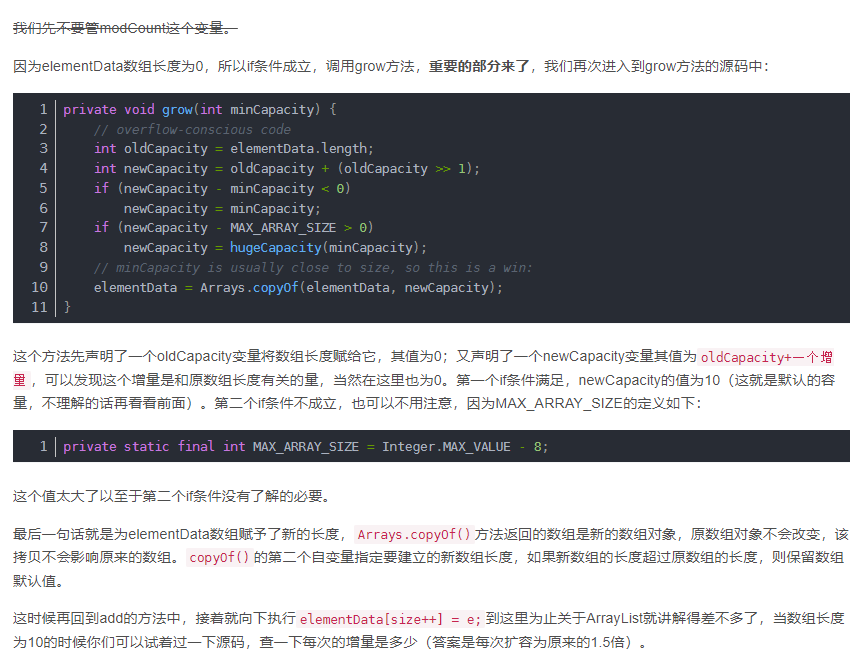 我们先不要管modCount这个变量。
因为elementData数组长度为0，所以if条件成立，调用grow方法，重要的部分来了，我们再次进入到grow方法的源码中：
1 private void grow(int minCapacity) {
2     // overflow-conscious code
3     int oldCapacity = elementData.length;
4     int newCapacity = oldCapacity + (oldCapacity >> 1);
5     if (newCapacity - minCapacity < 0)
6         newCapacity = minCapacity;
7     if (newCapacity - MAX_ARRAY_SIZE > 0)
8         newCapacity = hugeCapacity(minCapacity);
9     // minCapacity is usually close to size, so this is a win:
10     elementData = Arrays.copyOf(elementData, newCapacity);
11 }
这个方法先声明了一个oldCapacity变量将数组长度赋给它，其值为0；又声明了一个newCapacity变量其值为 oldCapacity+一个增
量 ，可以发现这个增量是和原数组长度有关的量，当然在这里也为0。第一个if条件满足，newCapacity的值为10（这就是默认的容
量，不理解的话再看看前面）。第二个if条件不成立，也可以不用注意，因为MAX_ARRAY_SIZE的定义如下：
1 private static final int MAX_ARRAY_SIZE = Integer.MAX_VALUE - 8;
这个值太大了以至于第二个if条件没有了解的必要。
最后一句话就是为elementData数组赋予了新的长度， Arrays.copyOf() 方法返回的数组是新的数组对象，原数组对象不会改变，该
拷贝不会影响原来的数组。 copyOf() 的第二个自变量指定要建立的新数组长度，如果新数组的长度超过原数组的长度，则保留数组
默认值。
这时候再回到add的方法中，接着就向下执行 elementData[size++] = e; 到这里为止关于ArrayList就讲解得差不多了，当数组长度
为10的时候你们可以试着过一下源码，查一下每次的增量是多少（答案是每次扩容为原来的1.5倍）。